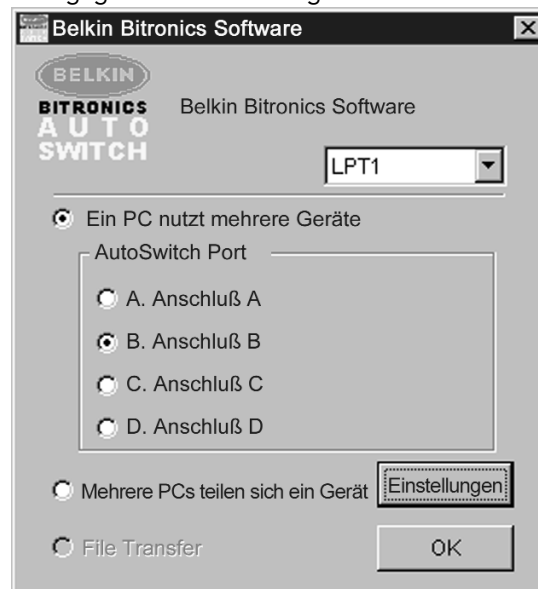 Belkin Bitronics Software
BELKIN
BITRONICS
AUTO
SWITCH
Belkin Bitronics Software
LPT1
Ein PC nutzt mehrere Geräte
AutoSwitch Port
A. Anschluß A
B. Anschluß B
C. Anschluß C
D. Anschluß D
Mehrere PCs teilen sich ein Gerät
Einstellungen
File Transfer
OK